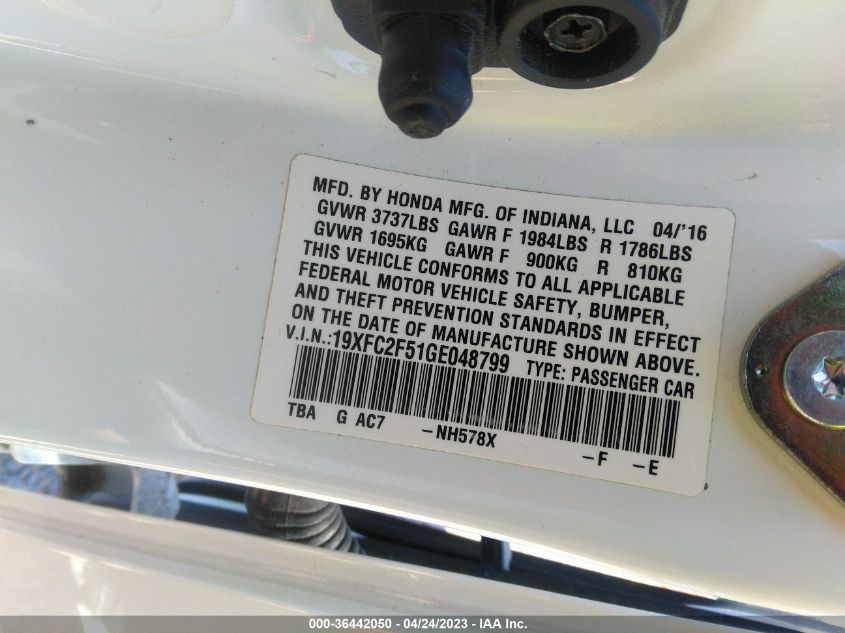 MFD. BY HONDA MFG. OF INDIANA, LLC 04/'16
GVWR 3737LBS GAWR F 1984LBS R 1786LBS
GVWR 1695KG GAWR F 900KG R 810KG
THIS VEHICLE CONFORMS TO ALL APPLICABLE
FEDERAL MOTOR VEHICLE SAFETY, BUMPER,
AND THEFT PREVENTION STANDARDS IN EFFECT
ON THE DATE OF MANUFACTURE SHOWN ABOVE.
V.I.N.:19XFC2F51GE048799 TYPE: PASSENGER CAR
TBA G AC7 –NH578X –F –E
000-36442050 - 04/24/2023 - IAA Inc.